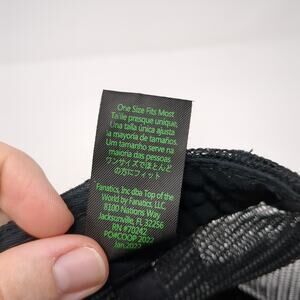 One Size Fits Most
Taille presque unique,
Una talla única ajusta
la mayoría de tamaños.
Um tamanho serve na
maioria das pessoas
ワンサイズでほとんど
の方にフィット
Fanatics, Inc dba Top of the
World by Fanatics, LLC
8100 Nations Way
Jacksonville, FL 32256
RN #70242
PO#COOP 2022
Jan 2022